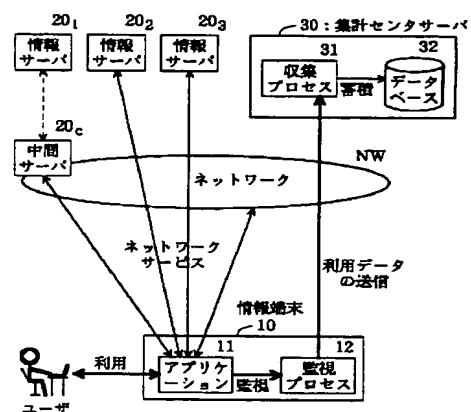 20₁ 20₂ 20₃
情報サーバ 情報サーバ 情報サーバ
30：集計センタサーバ
31 32
収集プロセス 蓄積 データベース
20c
中間サーバ
NW
ネットワーク
ネットワークサービス
利用データの送信
情報端末
10
11 12
利用 アプリケーション 監視 監視プロセス
ユーザ